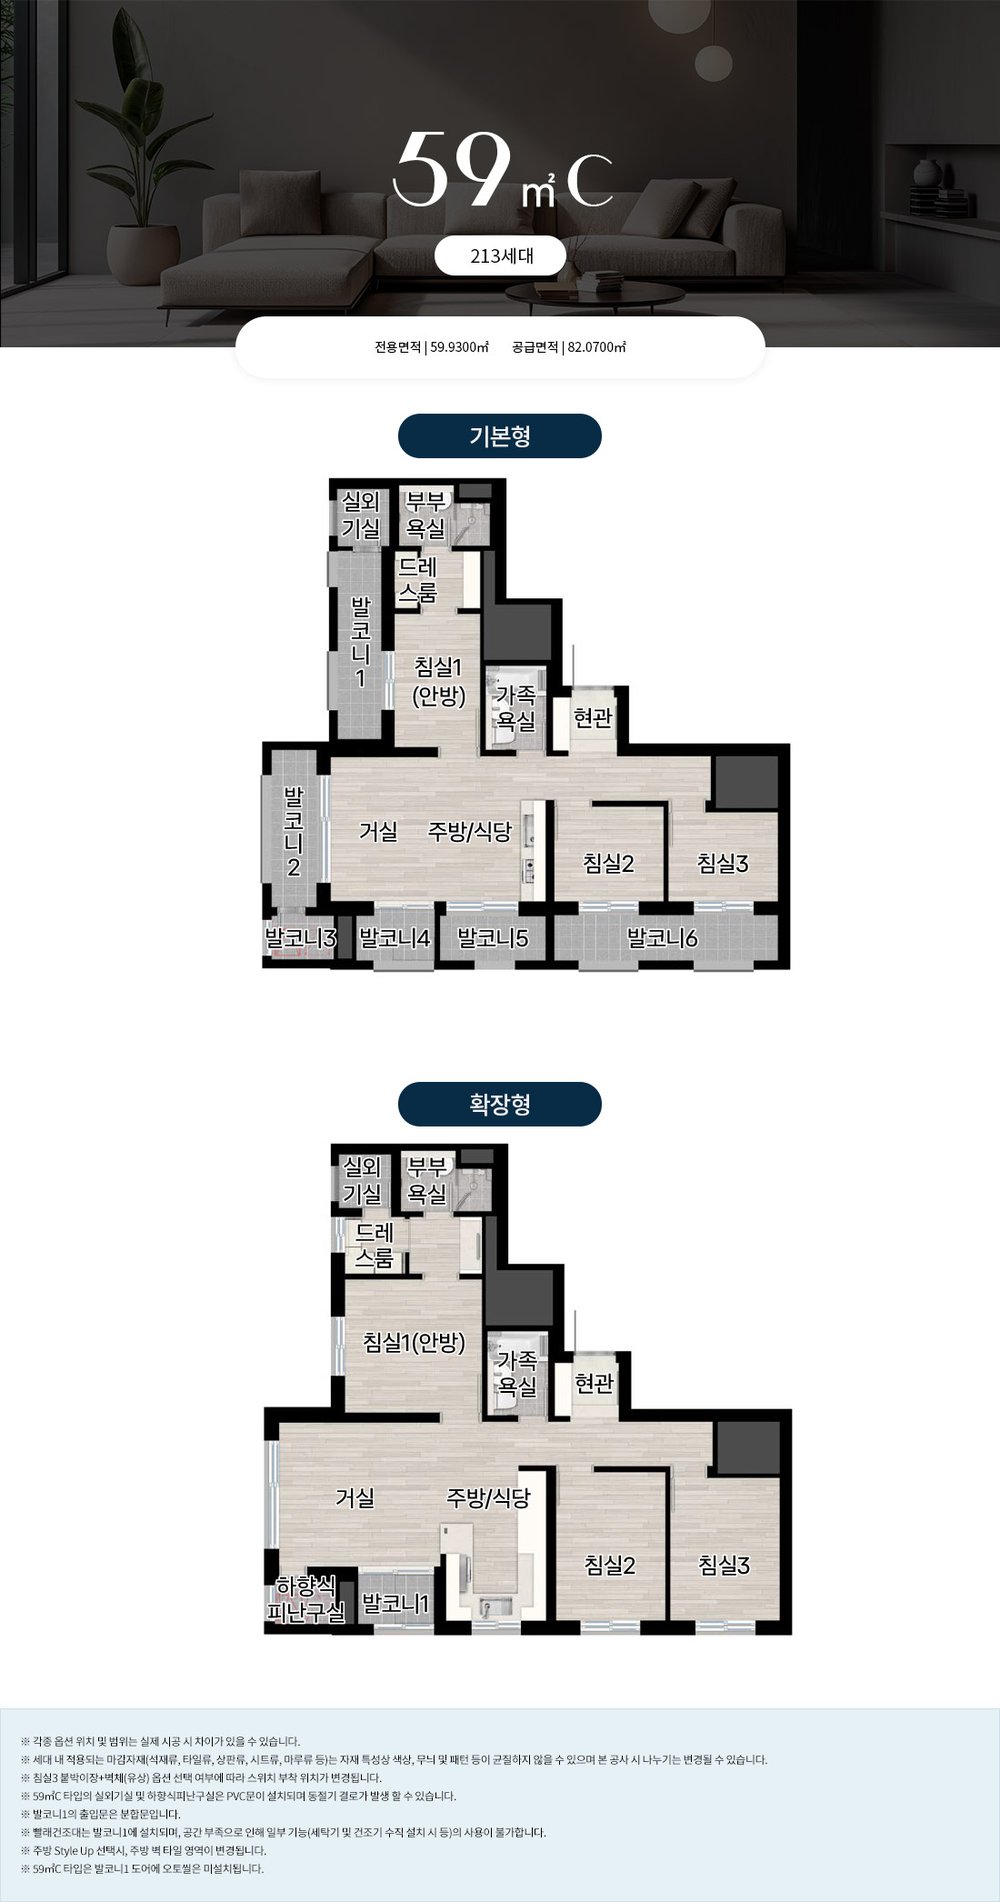 59㎡ C
213세대
전용면적 | 59.9300㎡ 공급면적 | 82.0700㎡
기본형
실외
기실
부부
욕실
드레
스룸
발코니1
침실1
(안방)
가족
욕실
현관
발코니2
거실
주방/식당
침실2
침실3
발코니3
발코니4
발코니5
발코니6
확장형
실외
기실
부부
욕실
드레
스룸
침실1(안방)
가족
욕실
현관
거실
주방/식당
침실2
침실3
하향식
피난구실
발코니1
※ 각종 옵션 위치 및 범위는 실제 시공 시 차이가 있을 수 있습니다.
※ 세대 내 적용되는 마감자재(석재류, 타일류, 상판류, 시트류, 마루류 등)는 자재 특성상 색상, 무늬 및 패턴 등이 균질하지 않을 수 있으며 본 공사 시 나누기는 변경될 수 있습니다.
※ 침실3 붙박이장+벽체(유상) 옵션 선택 여부에 따라 스위치 부착 위치가 변경됩니다.
※ 59㎡C 타입의 실외기실 및 하향식피난구실은 PVC문이 설치되며 동절기 결로가 발생 할 수 있습니다.
※ 발코니1의 출입문은 분합문입니다.
※ 빨래건조대는 발코니1에 설치되며, 공간 부족으로 인해 일부 기능(세탁기 및 건조기 수직 설치 시 등)의 사용이 불가합니다.
※ 주방 Style Up 선택시, 주방 벽 타일 영역이 변경됩니다.
※ 59㎡C 타입은 발코니1 도어에 오토씰은 미설치됩니다.